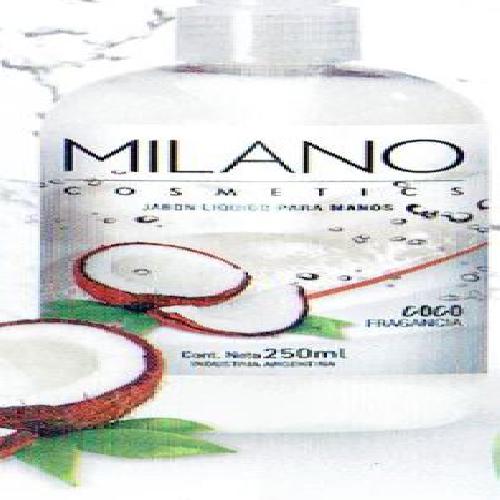 MILANO
COSMETICS
JABON LIQUIDO PARA MANOS
COCO
FRAGANCIA
Cont. Neto 250ml
INDUSTRIA ARGENTINA